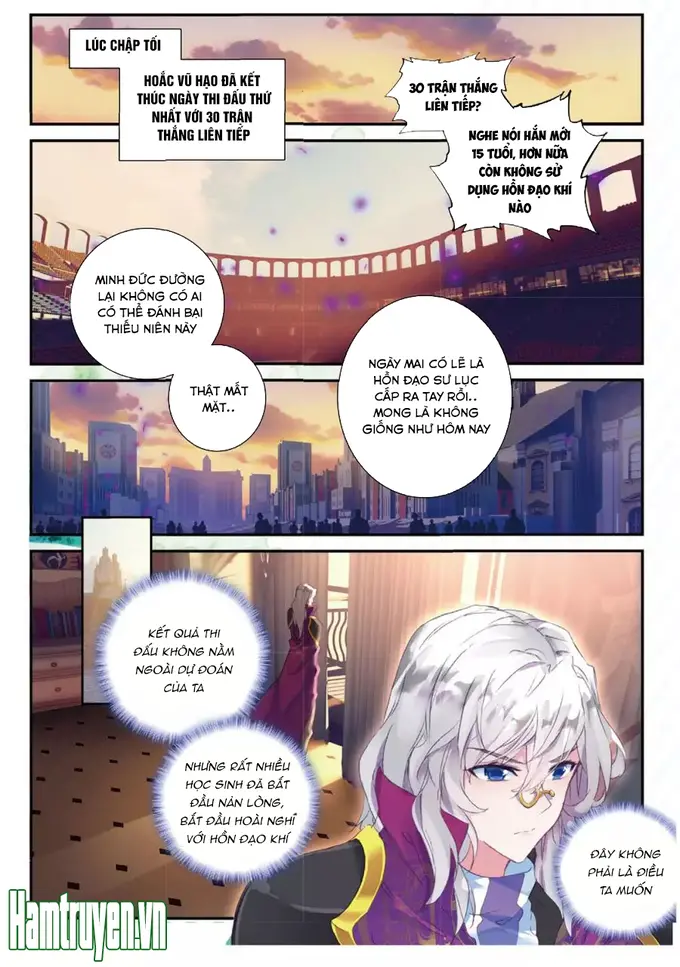 LÚC CHẬP TỐI
HOẮC VŨ HẠO ĐÃ KẾT
THÚC NGÀY THI ĐẤU THỨ
NHẤT VỚI 30 TRẬN
THẮNG LIÊN TIẾP
30 TRẬN THẮNG
LIÊN TIẾP?
NGHE NÓI HẮN MỚI
15 TUỔI, HƠN NỮA
CÒN KHÔNG SỬ
DỤNG HỒN ĐẠO KHÍ
NÀO
MINH ĐỨC ĐƯỜNG
LẠI KHÔNG CÓ AI
CÓ THỂ ĐÁNH BẠI
THIẾU NIÊN NÀY
THẬT MẤT
MẶT..
NGÀY MAI CÓ LẼ LÀ
HỒN ĐẠO SƯ LỤC
CẤP RA TAY RỒI..
MONG LÀ KHÔNG
GIỐNG NHƯ HÔM NAY
KẾT QUẢ THI
ĐẤU KHÔNG NẰM
NGOÀI DỰ ĐOÁN
CỦA TA
NHƯNG RẤT NHIỀU
HỌC SINH ĐÃ BẮT
ĐẦU NẢN LÒNG,
BẮT ĐẦU HOÀI NGHĨ
VỚI HỒN ĐẠO KHÍ
ĐÂY KHÔNG
PHẢI LÀ ĐIỀU
TA MUỐN
Hamtruyen.vn